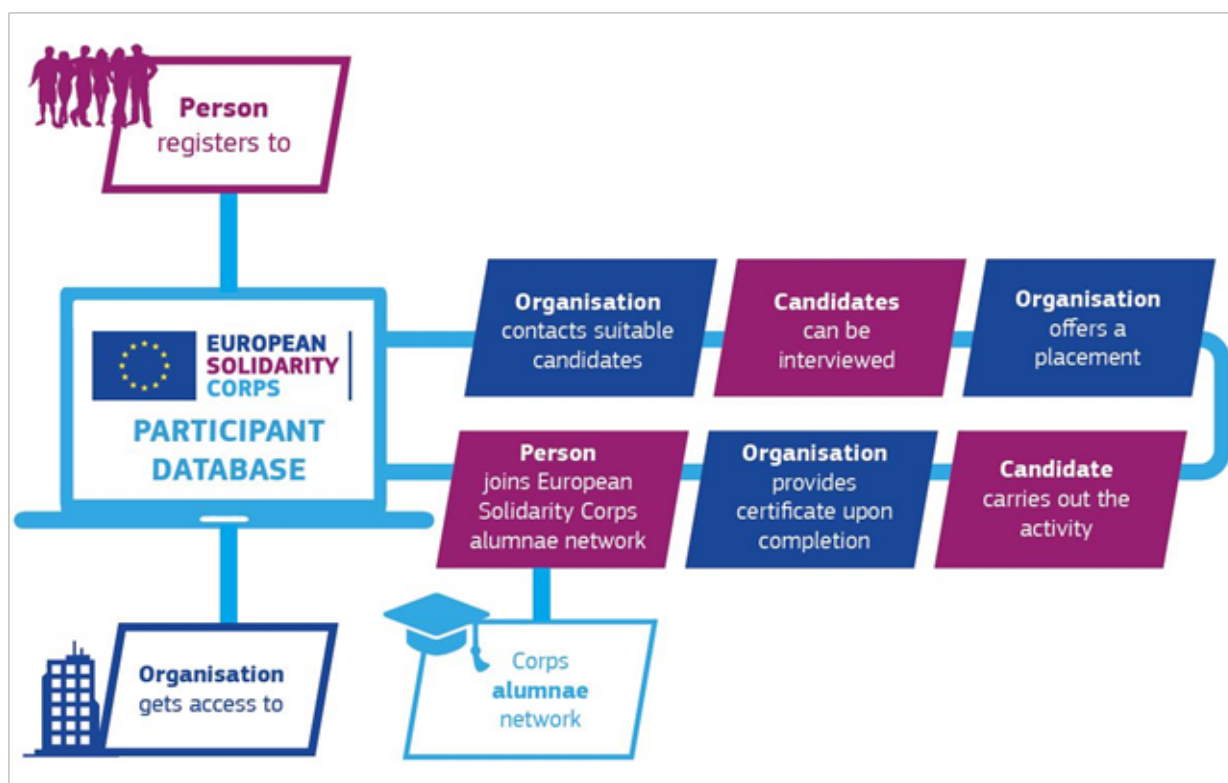 Person
registers to
EUROPEAN
SOLIDARITY
CORPS
PARTICIPANT
DATABASE
Organisation
gets access to
Organisation
contacts suitable
candidates
Candidates
can be
interviewed
Organisation
offers a
placement
Candidate
carries out the
activity
Organisation
provides
certificate upon
completion
Person
joins European
Solidarity Corps
alumnae network
Corps
alumnae
network